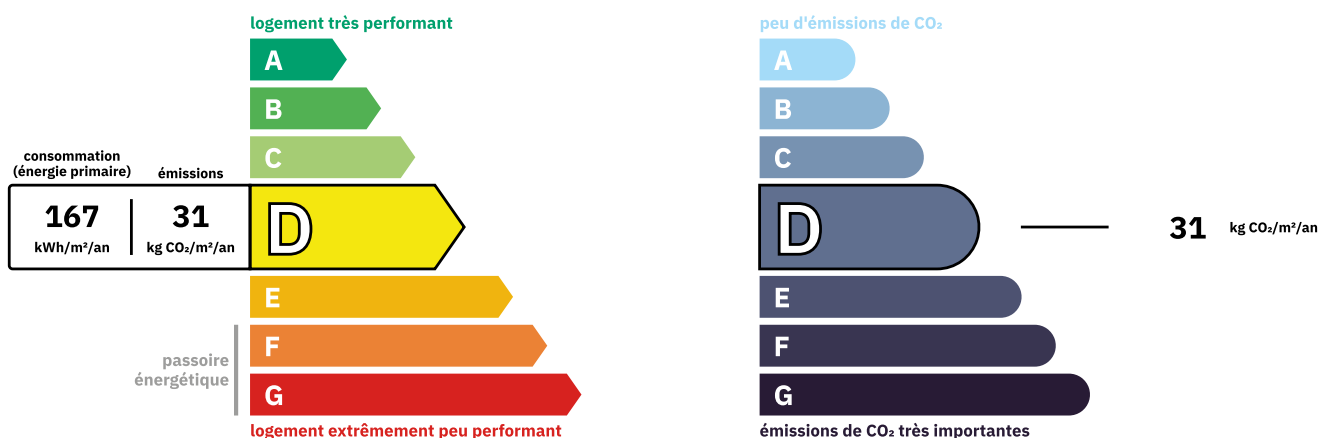 logement très performant
A
B
C
consommation
(énergie primaire)
émissions
167
kWh/m²/an
31
kg CO₂/m²/an
D
E
F
G
passoire
énergétique
logement extrêmement peu performant
peu d'émissions de CO₂
A
B
C
D
31
kg CO₂/m²/an
E
F
G
émissions de CO₂ très importantes